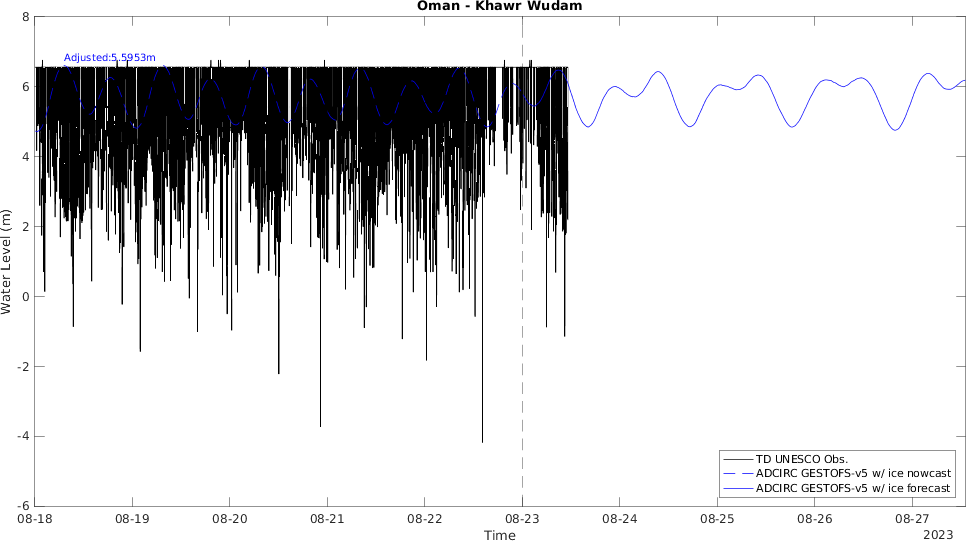 Oman - Khawr Wudam
8
6
4
2
0
-2
-4
-6
Water Level (m)
Adjusted:5.5953m
TD UNESCO Obs.
ADCIRC GESTOFS-v5 w/ ice nowcast
ADCIRC GESTOFS-v5 w/ ice forecast
08-18 08-19 08-20 08-21 08-22 08-23 08-24 08-25 08-26 08-27
Time
2023